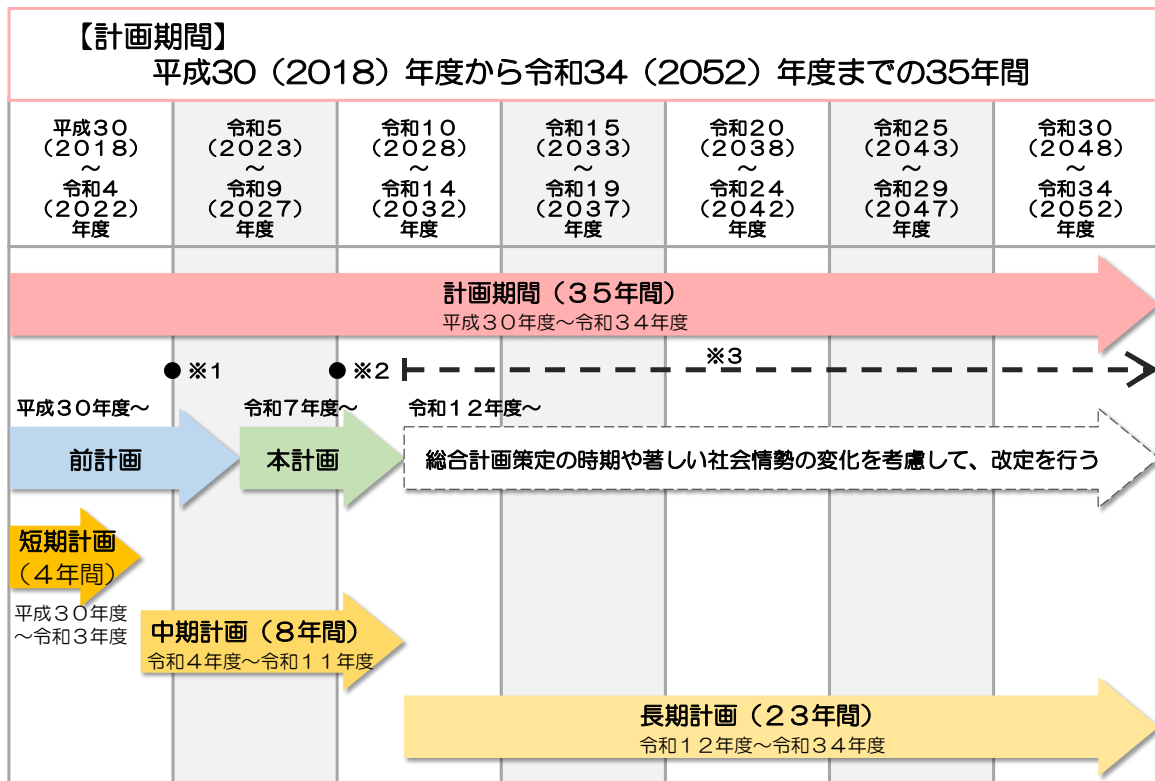 【計画期間】
平成30（2018）年度から令和34（2052）年度までの35年間
平成30
（2018）
～
令和4
（2022）
年度
令和5
（2023）
～
令和9
（2027）
年度
令和10
（2028）
～
令和14
（2032）
年度
令和15
（2033）
～
令和19
（2037）
年度
令和20
（2038）
～
令和24
（2042）
年度
令和25
（2043）
～
令和29
（2047）
年度
令和30
（2048）
～
令和34
（2052）
年度
計画期間（３５年間）
平成３０年度～令和３４年度
※1
※2
※3
平成30年度～
令和７年度～
令和12年度～
前計画
本計画
総合計画策定の時期や著しい社会情勢の変化を考慮して、改定を行う
短期計画
（４年間）
平成３０年度
～令和３年度
中期計画（８年間）
令和４年度～令和１１年度
長期計画（２３年間）
令和１２年度～令和３４年度